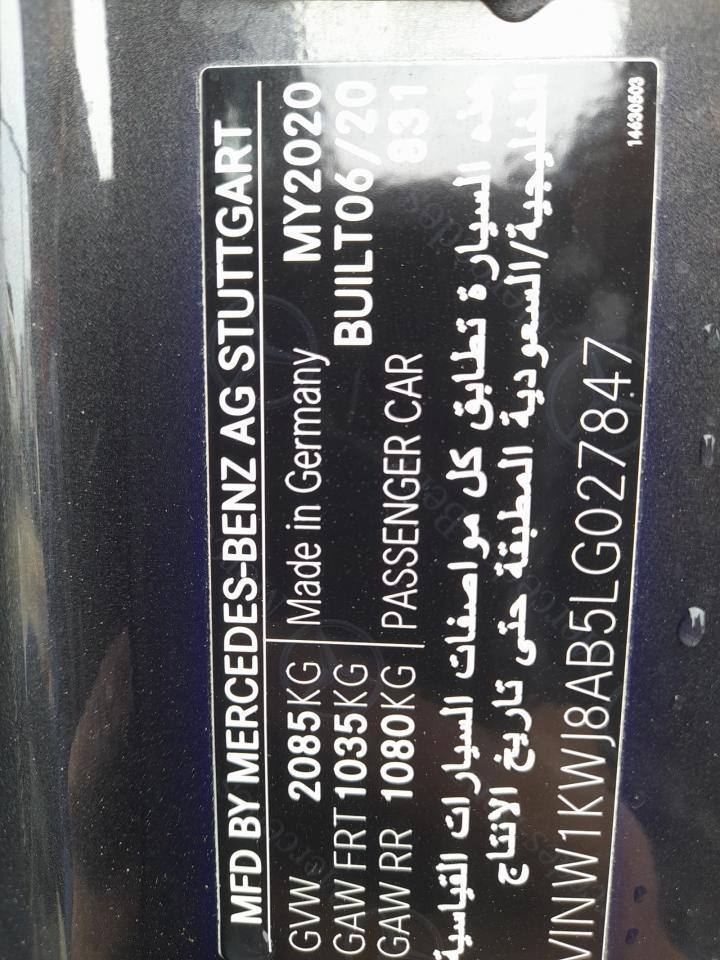 MFD BY MERCEDES-BENZ AG STUTTGART
GVW 2085KG Made in Germany MY2020
GAW FRT 1035KG BUILT06/20
GAW RR 1080KG PASSENGER CAR 831
هذه السيارة تطابق كل مواصفات السيارات القياسية
الخليجية/السعودية المطبقة حتى تاريخ الانتاج
VIN W1KWJ8AB5LG027847
14630503